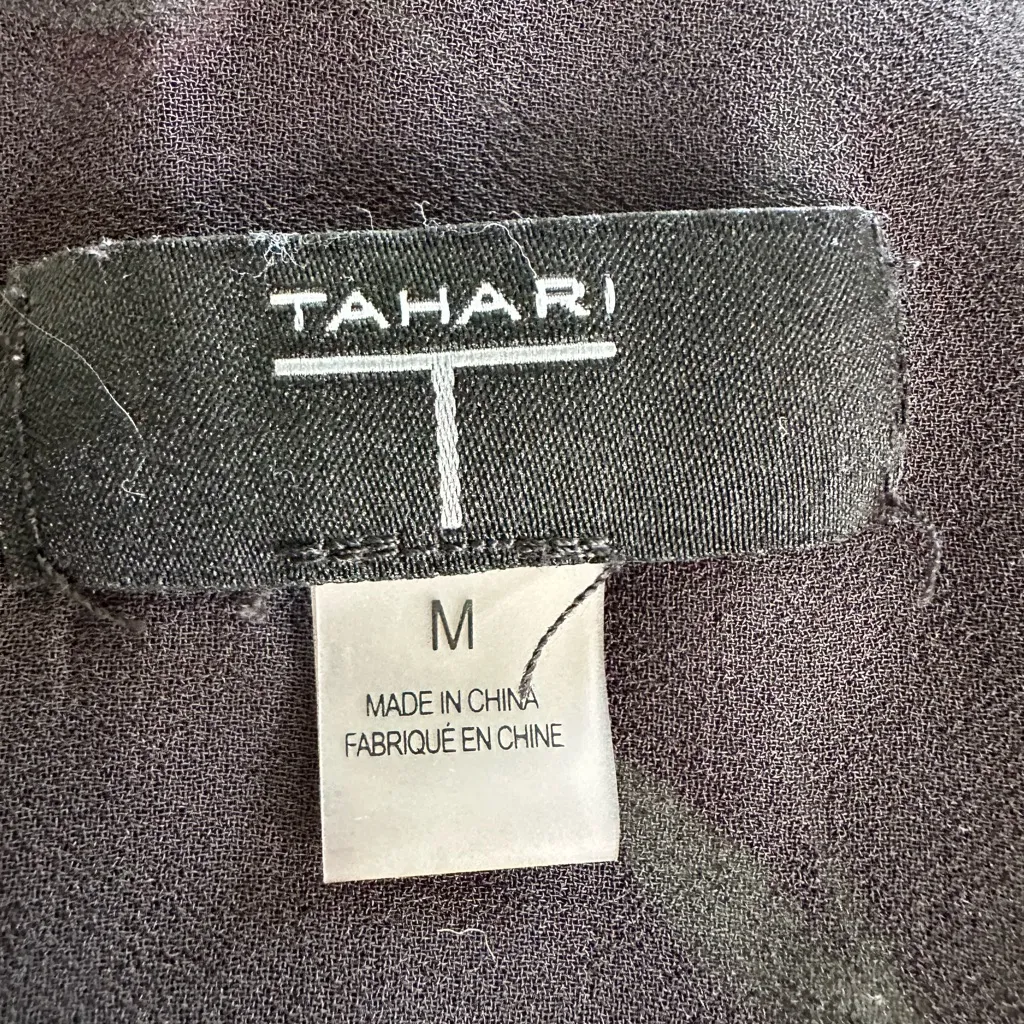 TAHARI
T
M
MADE IN CHINA
FABRIQUÉ EN CHINE